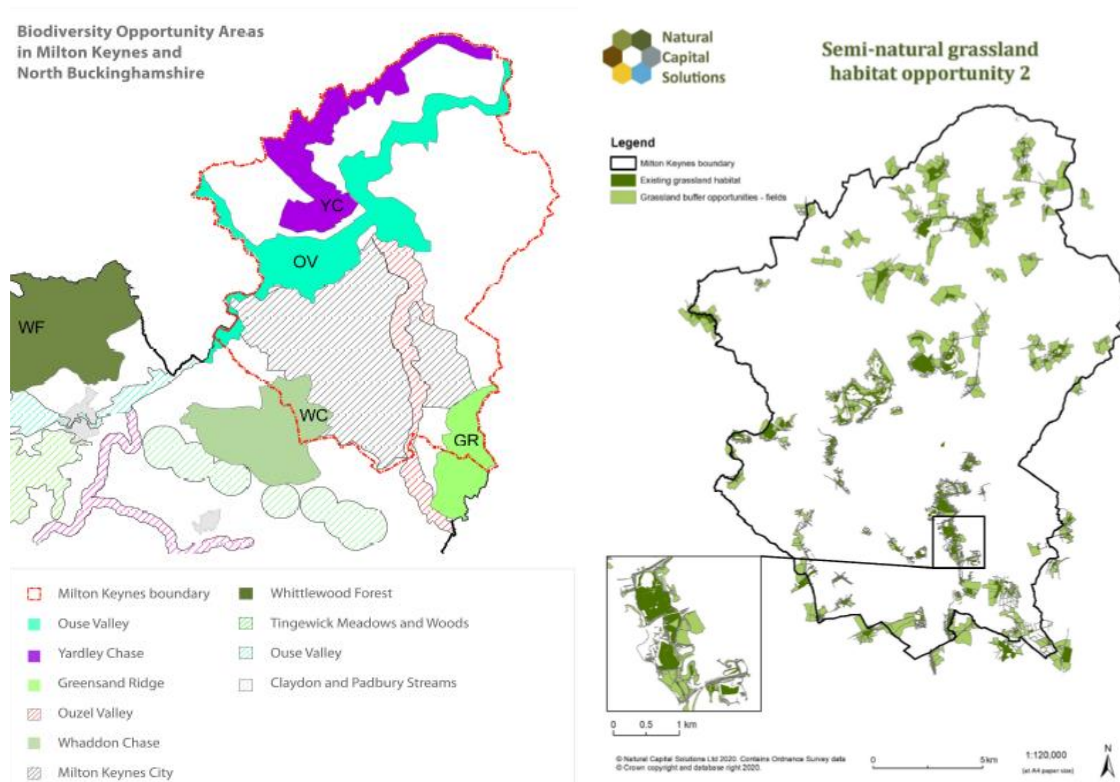 Biodiversity Opportunity Areas
in Milton Keynes and
North Buckinghamshire
YC
OV
WF
WC
GR
Milton Keynes boundary
Ouse Valley
Yardley Chase
Greensand Ridge
Ouzel Valley
Whaddon Chase
Milton Keynes City
Whittlewood Forest
Tingewick Meadows and Woods
Ouse Valley
Claydon and Padbury Streams
Natural
Capital
Solutions
Semi-natural grassland
habitat opportunity 2
Legend
Milton Keynes boundary
Existing grassland habitat
Grassland buffer opportunities - fields
0 0.5 1 km
© Natural Capital Solutions Ltd 2020. Contains Ordnance Survey data
© Crown copyright and database right 2020.
0 5 km
1:120,000
(at A4 paper size)
N